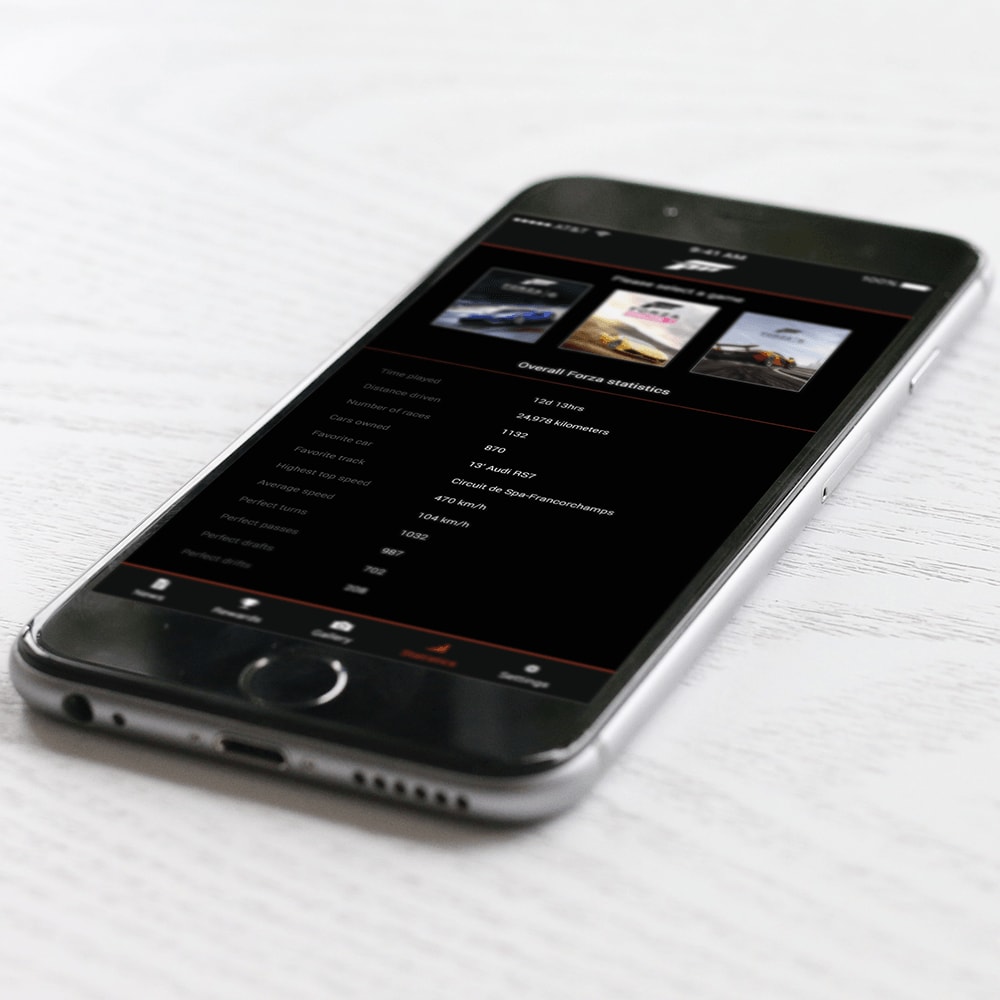 AT&T
9:41 AM
100%
Please select a game
FORZA
FORZA
Overall Forza statistics
Time played 12d 13hrs
Distance driven 24,978 kilometers
Number of races 1132
Cars owned 870
Favorite car 13' Audi RS7
Favorite track Circuit de Spa-Francorchamps
Highest top speed 470 km/h
Average speed 104 km/h
Perfect turns 1032
Perfect passes 987
Perfect drafts 702
Perfect drifts 208
News
Rewards
Gallery
Statistics
Settings